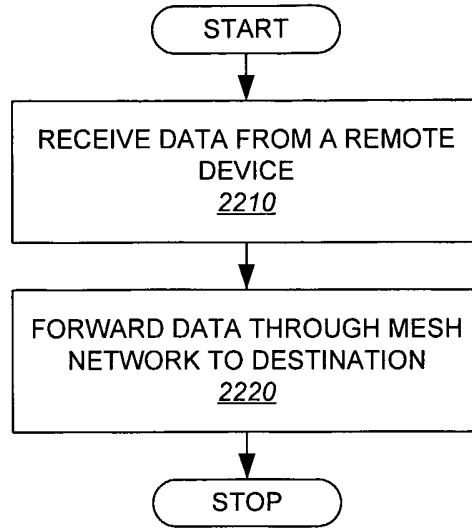 START
RECEIVE DATA FROM A REMOTE
DEVICE
2210
FORWARD DATA THROUGH MESH
NETWORK TO DESTINATION
2220
STOP